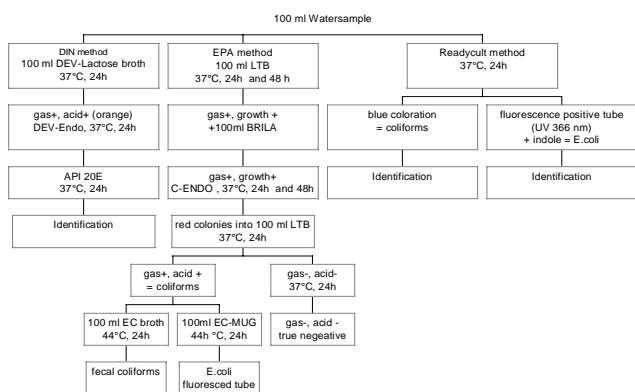 100 ml Watersample
DIN method
100 ml DEV-Lactose broth
37°C, 24h
EPA method
100 ml LTB
37°C, 24h and 48 h
Readycult method
37°C, 24h
gas+, acid+ (orange)
DEV-Endo, 37°C, 24h
gas+, growth +
+100ml BRILA
blue coloration
= coliforms
fluorescence positive tube
(UV 366 nm)
+ indole = E.coli
API 20E
37°C, 24h
gas+, growth+
C-ENDO , 37°C, 24h and 48h
Identification
Identification
Identification
red colonies into 100 ml LTB
37°C, 24h
gas+, acid +
= coliforms
gas-, acid-
37°C, 24h
100 ml EC broth
44°C, 24h
100ml EC-MUG
44h °C, 24h
gas-, acid -
true negeative
fecal coliforms
E.coli
fluoresced tube